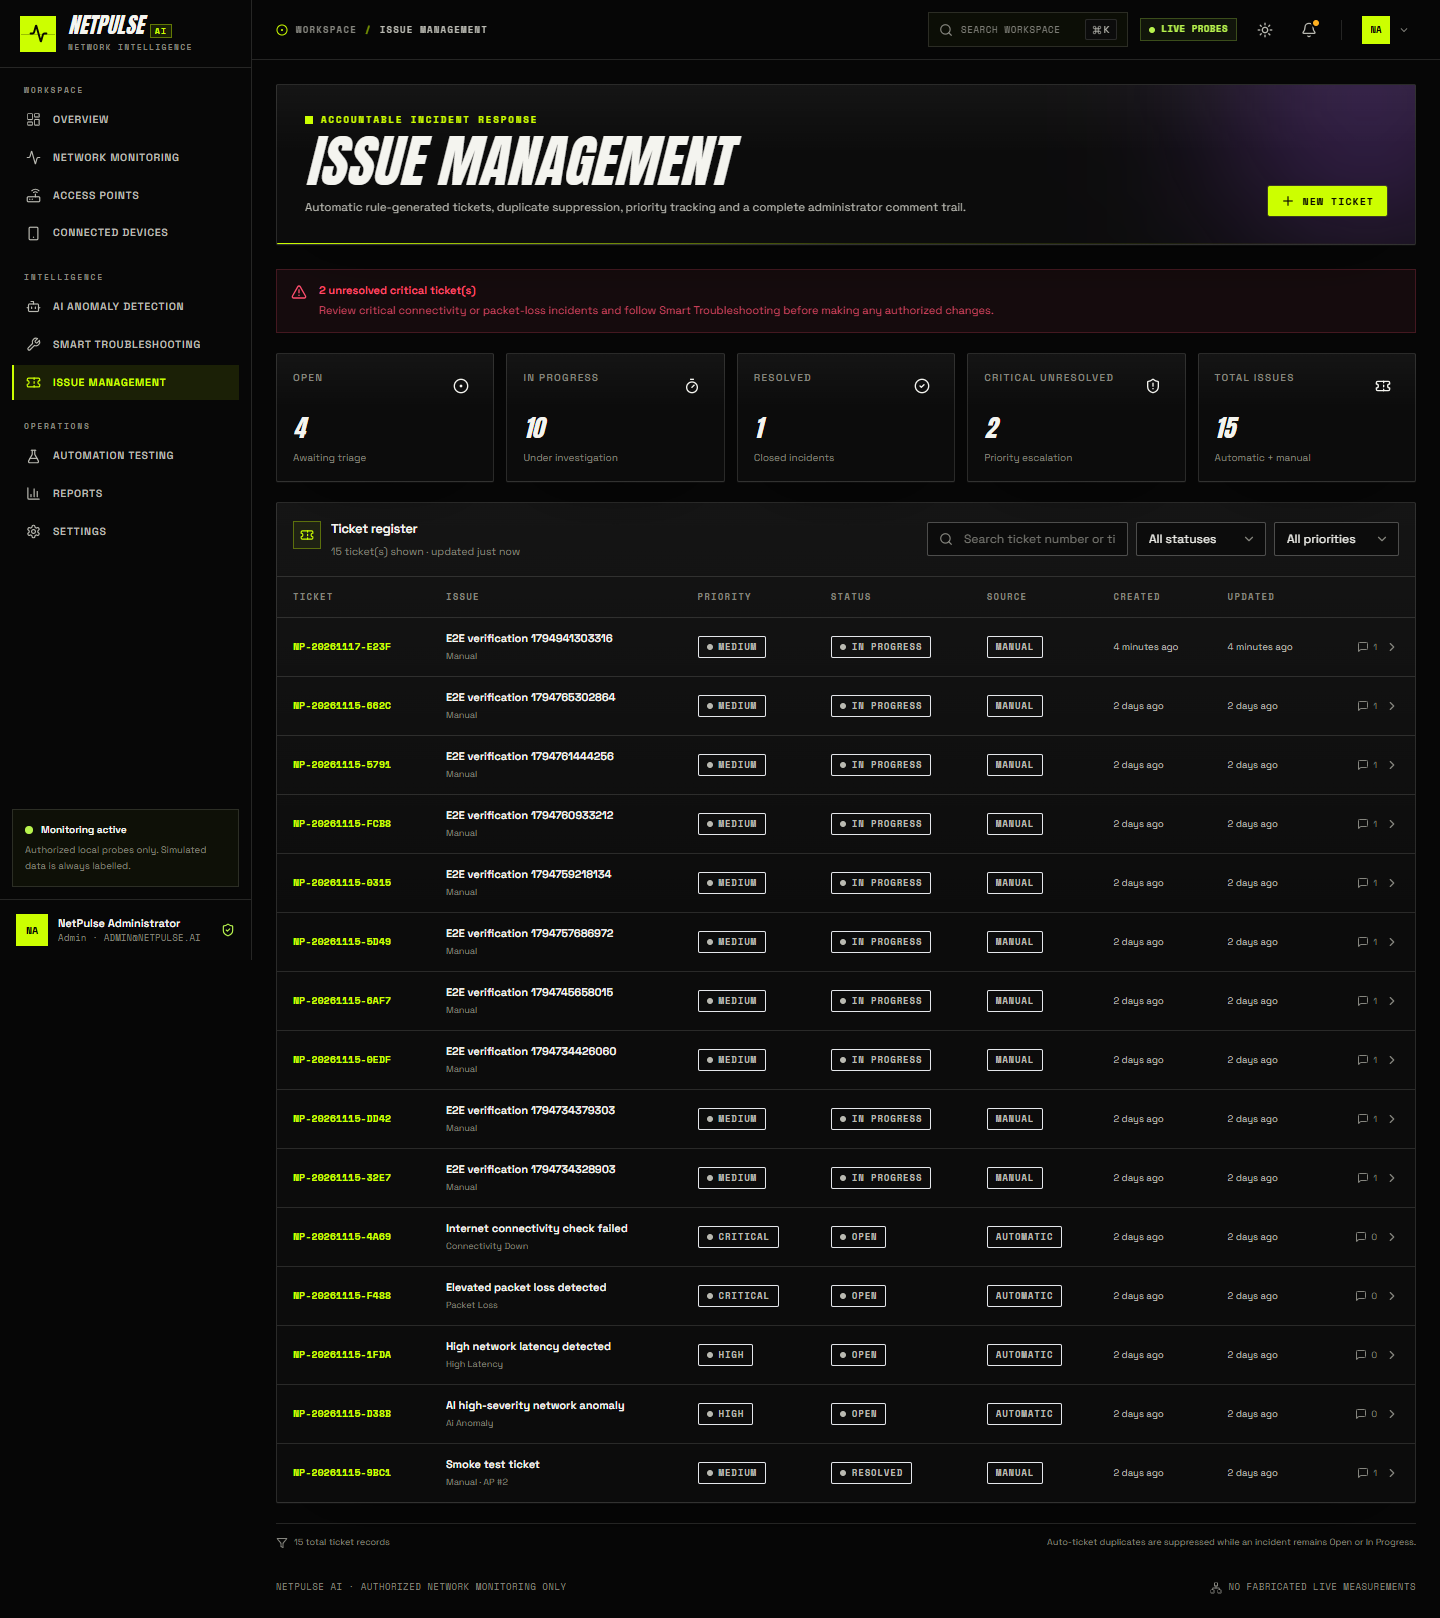 NETPULSE AI
NETWORK INTELLIGENCE
WORKSPACE
OVERVIEW
NETWORK MONITORING
ACCESS POINTS
CONNECTED DEVICES
INTELLIGENCE
AI ANOMALY DETECTION
SMART TROUBLESHOOTING
ISSUE MANAGEMENT
OPERATIONS
AUTOMATION TESTING
REPORTS
SETTINGS
Monitoring active
Authorized local probes only. Simulated
data is always labelled.
NA
NetPulse Administrator
Admin · ADMIN@NETPULSE.AI
WORKSPACE / ISSUE MANAGEMENT
SEARCH WORKSPACE ⌘K
LIVE PROBES
NA
ACCOUNTABLE INCIDENT RESPONSE
ISSUE MANAGEMENT
Automatic rule-generated tickets, duplicate suppression, priority tracking and a complete administrator comment trail.
+ NEW TICKET
2 unresolved critical ticket(s)
Review critical connectivity or packet-loss incidents and follow Smart Troubleshooting before making any authorized changes.
OPEN
4
Awaiting triage
IN PROGRESS
10
Under investigation
RESOLVED
1
Closed incidents
CRITICAL UNRESOLVED
2
Priority escalation
TOTAL ISSUES
15
Automatic + manual
Ticket register
15 ticket(s) shown · updated just now
Search ticket number or ti
All statuses
All priorities
TICKET ISSUE PRIORITY STATUS SOURCE CREATED UPDATED
NP-20261117-E23F E2E verification 1794941303316 MEDIUM IN PROGRESS MANUAL 4 minutes ago 4 minutes ago 1
Manual
NP-20261115-662C E2E verification 1794765302864 MEDIUM IN PROGRESS MANUAL 2 days ago 2 days ago 1
Manual
NP-20261115-5791 E2E verification 1794761444256 MEDIUM IN PROGRESS MANUAL 2 days ago 2 days ago 1
Manual
NP-20261115-FCB8 E2E verification 1794760933212 MEDIUM IN PROGRESS MANUAL 2 days ago 2 days ago 1
Manual
NP-20261115-0315 E2E verification 1794759218134 MEDIUM IN PROGRESS MANUAL 2 days ago 2 days ago 1
Manual
NP-20261115-5D49 E2E verification 1794757686972 MEDIUM IN PROGRESS MANUAL 2 days ago 2 days ago 1
Manual
NP-20261115-6AF7 E2E verification 1794745658015 MEDIUM IN PROGRESS MANUAL 2 days ago 2 days ago 1
Manual
NP-20261115-0EDF E2E verification 1794734426060 MEDIUM IN PROGRESS MANUAL 2 days ago 2 days ago 1
Manual
NP-20261115-DD42 E2E verification 1794734379303 MEDIUM IN PROGRESS MANUAL 2 days ago 2 days ago 1
Manual
NP-20261115-32E7 E2E verification 1794734328903 MEDIUM IN PROGRESS MANUAL 2 days ago 2 days ago 1
Manual
NP-20261115-4A69 Internet connectivity check failed CRITICAL OPEN AUTOMATIC 2 days ago 2 days ago 0
Connectivity Down
NP-20261115-F488 Elevated packet loss detected CRITICAL OPEN AUTOMATIC 2 days ago 2 days ago 0
Packet Loss
NP-20261115-1FDA High network latency detected HIGH OPEN AUTOMATIC 2 days ago 2 days ago 0
High Latency
NP-20261115-D38B AI high-severity network anomaly HIGH OPEN AUTOMATIC 2 days ago 2 days ago 0
Ai Anomaly
NP-20261115-9BC1 Smoke test ticket MEDIUM RESOLVED MANUAL 2 days ago 2 days ago 1
Manual · AP #2
15 total ticket records
Auto-ticket duplicates are suppressed while an incident remains Open or In Progress.
NETPULSE AI · AUTHORIZED NETWORK MONITORING ONLY
NO FABRICATED LIVE MEASUREMENTS